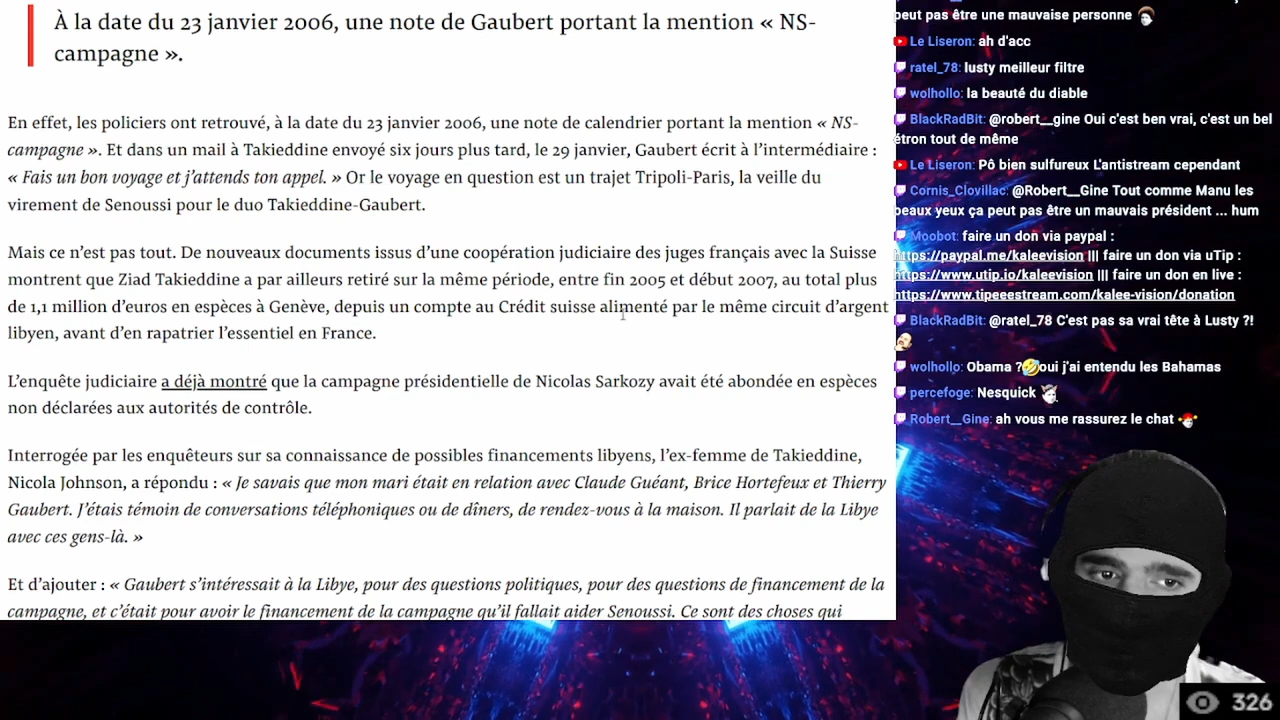 À la date du 23 janvier 2006, une note de Gaubert portant la mention « NS-
campagne ».
En effet, les policiers ont retrouvé, à la date du 23 janvier 2006, une note de calendrier portant la mention « NS-
campagne ». Et dans un mail à Takieddine envoyé six jours plus tard, le 29 janvier, Gaubert écrit à l’intermédiaire :
« Fais un bon voyage et j’attends ton appel. » Or le voyage en question est un trajet Tripoli-Paris, la veille du
virement de Senoussi pour le duo Takieddine-Gaubert.
Mais ce n’est pas tout. De nouveaux documents issus d’une coopération judiciaire des juges français avec la Suisse
montrent que Ziad Takieddine a par ailleurs retiré sur la même période, entre fin 2005 et début 2007, au total plus
de 1,1 million d’euros en espèces à Genève, depuis un compte au Crédit suisse alimenté par le même circuit d’argent
libyen, avant d’en rapatrier l’essentiel en France.
L’enquête judiciaire a déjà montré que la campagne présidentielle de Nicolas Sarkozy avait été abondée en espèces
non déclarées aux autorités de contrôle.
Interrogée par les enquêteurs sur sa connaissance de possibles financements libyens, l’ex-femme de Takieddine,
Nicola Johnson, a répondu : « Je savais que mon mari était en relation avec Claude Guéant, Brice Hortefeux et Thierry
Gaubert. J’étais témoin de conversations téléphoniques ou de dîners, de rendez-vous à la maison. Il parlait de la Libye
avec ces gens-là. »
Et d’ajouter : « Gaubert s’intéressait à la Libye, pour des questions politiques, pour des questions de financement de la
campagne, et c’était pour avoir le financement de la campagne qu’il fallait aider Senoussi. Ce sont des choses qui
peut pas être une mauvaise personne
Le Liseron: ah d'acc
ratel_78: lusty meilleur filtre
wolhollo: la beauté du diable
BlackRadBit: @robert__gine Oui c'est ben vrai, c'est un bel
étron tout de même
Le Liseron: Pô bien sulfureux L'antistream cependant
Cornis_Clovillac: @Robert__Gine Tout comme Manu les
beaux yeux ça peut pas être un mauvais président ... hum
Moobot: faire un don via paypal :
https://paypal.me/kaleevision ||| faire un don via uTip :
https://www.utip.io/kaleevision ||| faire un don en live :
https://www.tipeeestream.com/kalee-vision/donation
BlackRadBit: @ratel_78 C'est pas sa vrai tête à Lusty ?!
wolhollo: Obama ? oui j'ai entendu les Bahamas
percefoge: Nesquick
Robert__Gine: ah vous me rassurez le chat
326